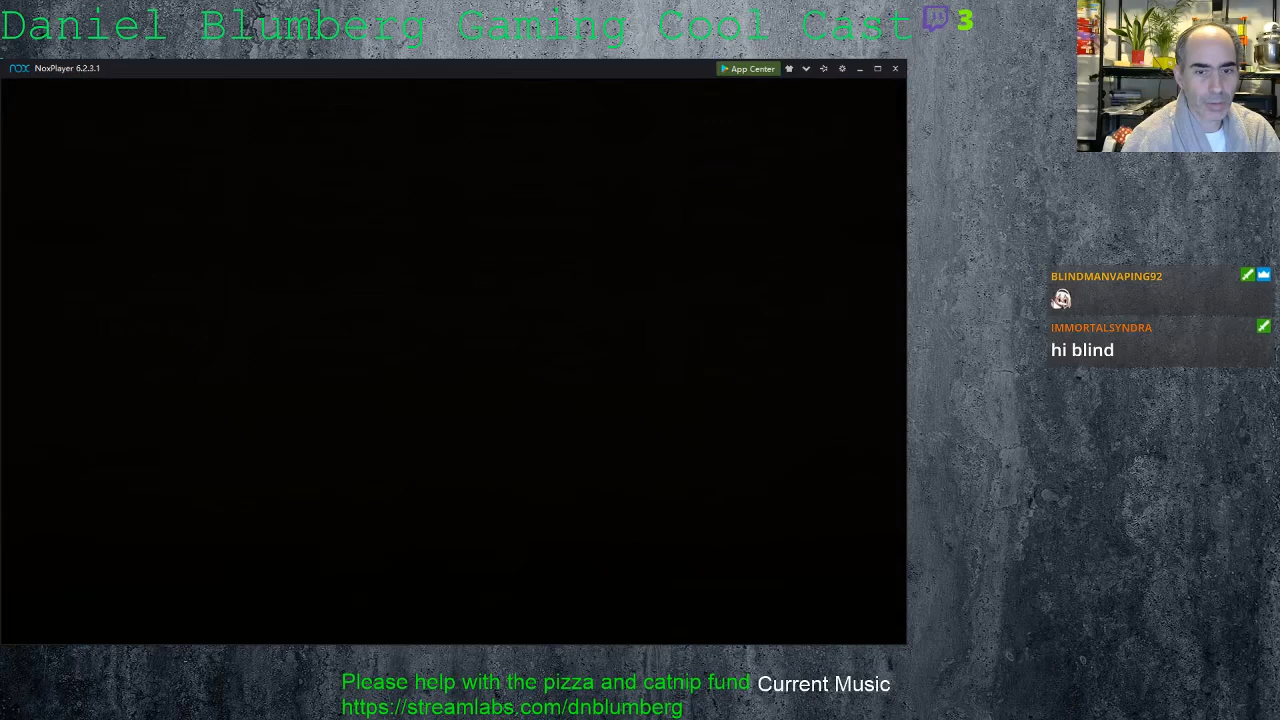 Daniel Blumberg Gaming Cool Cast 3
nox NoxPlayer 6.2.3.1 App Center
BLINDMANVAPING92
IMMORTALSYNDRA
hi blind
Please help with the pizza and catnip fund Current Music
https://streamlabs.com/dnblumberg